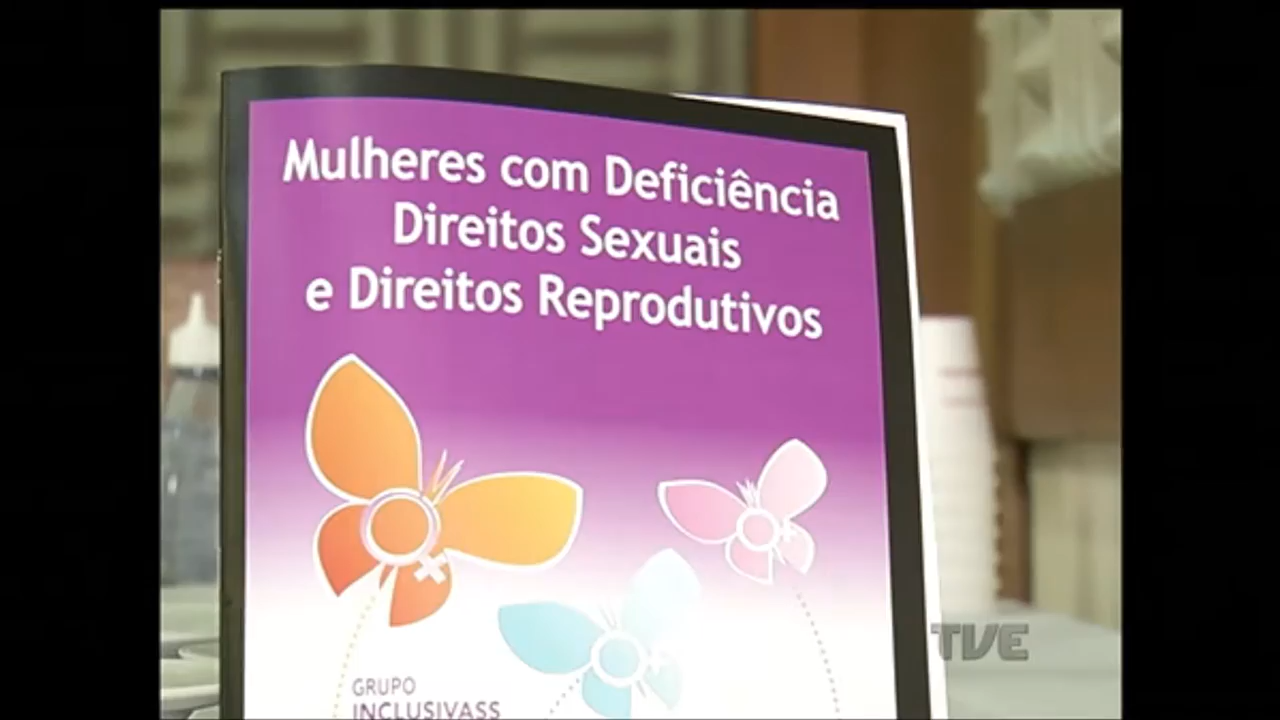 Mulheres com Deficiência
Direitos Sexuais
e Direitos Reprodutivos
GRUPO
INCLUSIVASS
TVE